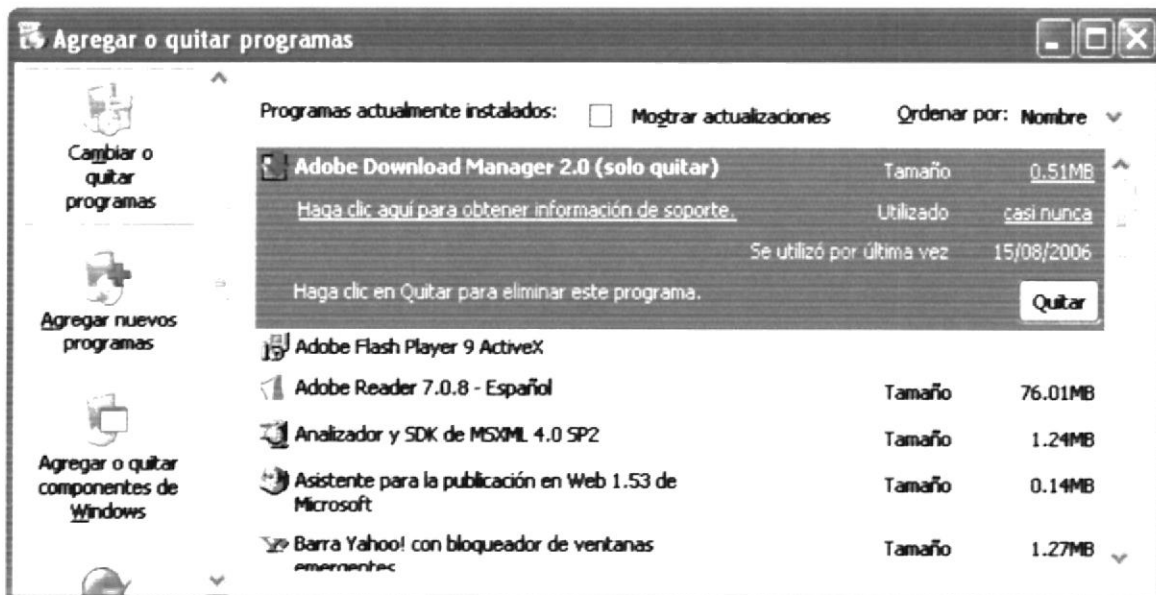 Agregar o quitar programas
Cambiar o
quitar
programas
Agregar nuevos
programas
Agregar o quitar
componentes de
Windows
Programas actualmente instalados: Mostrar actualizaciones Ordenar por: Nombre
Adobe Download Manager 2.0 (solo quitar) Tamaño 0.51MB
Haga clic aquí para obtener información de soporte. Utilizado casi nunca
Se utilizó por última vez 15/08/2006
Haga clic en Quitar para eliminar este programa. Quitar
Adobe Flash Player 9 ActiveX
Adobe Reader 7.0.8 - Español Tamaño 76.01MB
Analizador y SDK de MSXML 4.0 SP2 Tamaño 1.24MB
Asistente para la publicación en Web 1.53 de Tamaño 0.14MB
Microsoft
Barra Yahoo! con bloqueador de ventanas Tamaño 1.27MB
emergentes